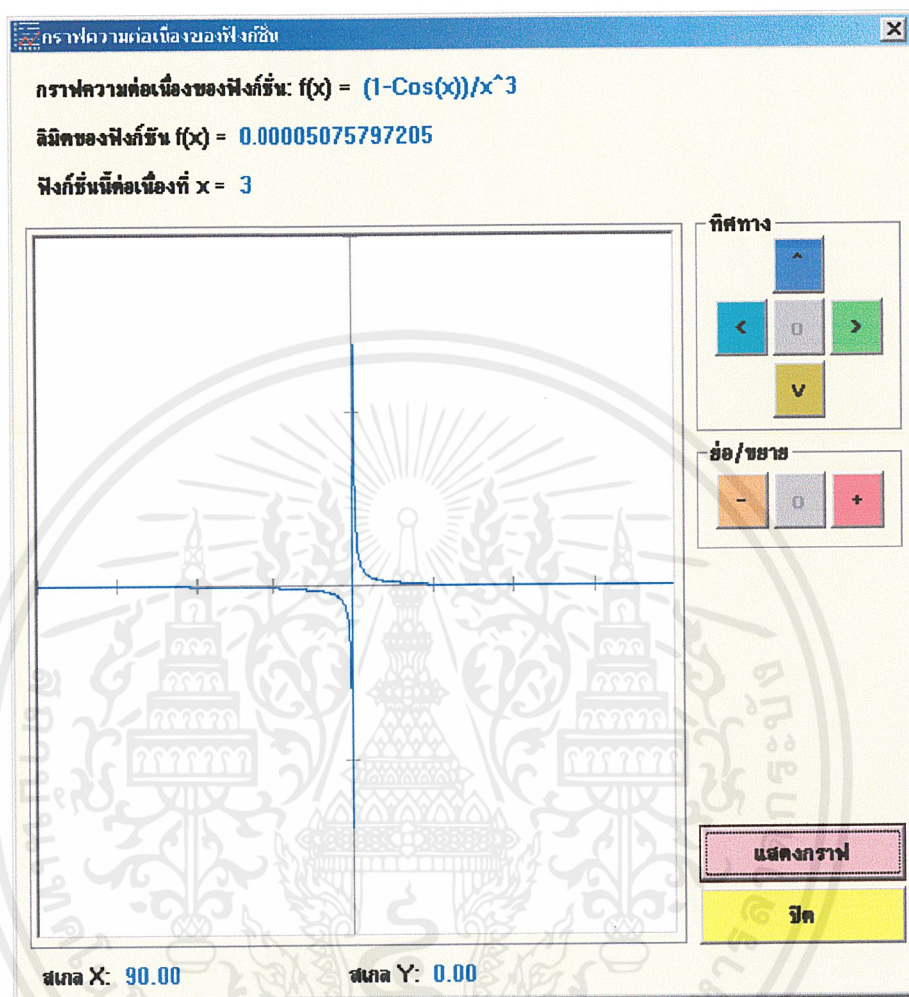 กราฟความต่อเนื่องของฟังก์ชัน
กราฟความต่อเนื่องของฟังก์ชั่น: f(x) = (1-Cos(x))/x^3
ลิมิตของฟังก์ชัน f(x) = 0.00005075797205
ฟังก์ชั่นนี้ต่อเนื่องที่ x = 3
ทิศทาง
^
< 0 >
v
ย่อ/ขยาย
- 0 +
แสดงกราฟ
ปิด
สเกล X: 90.00 สเกล Y: 0.00